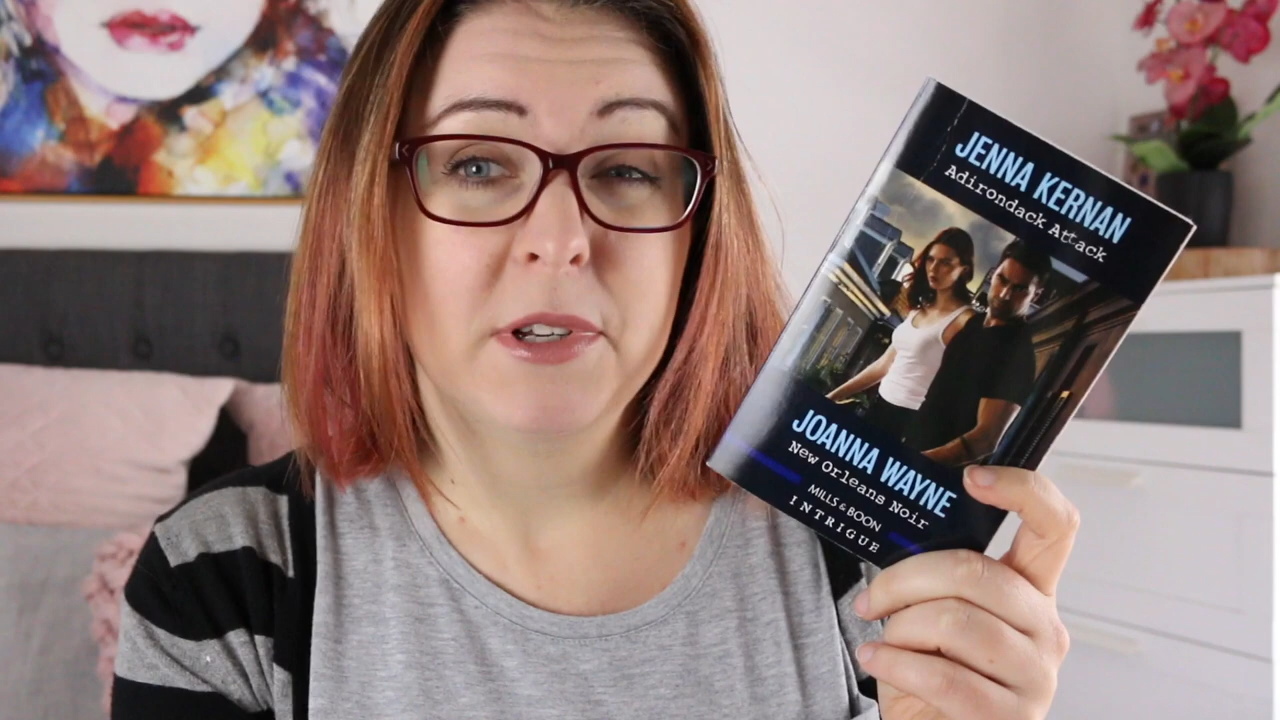 JENNA KERNAN
Adirondack Attack
JOANNA WAYNE
New Orleans Noir
MILLS & BOON
INTRIGUE